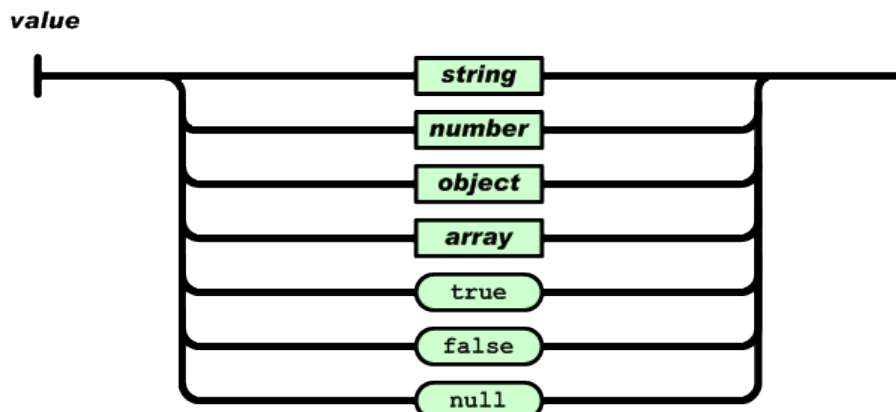 value
string
number
object
array
true
false
null